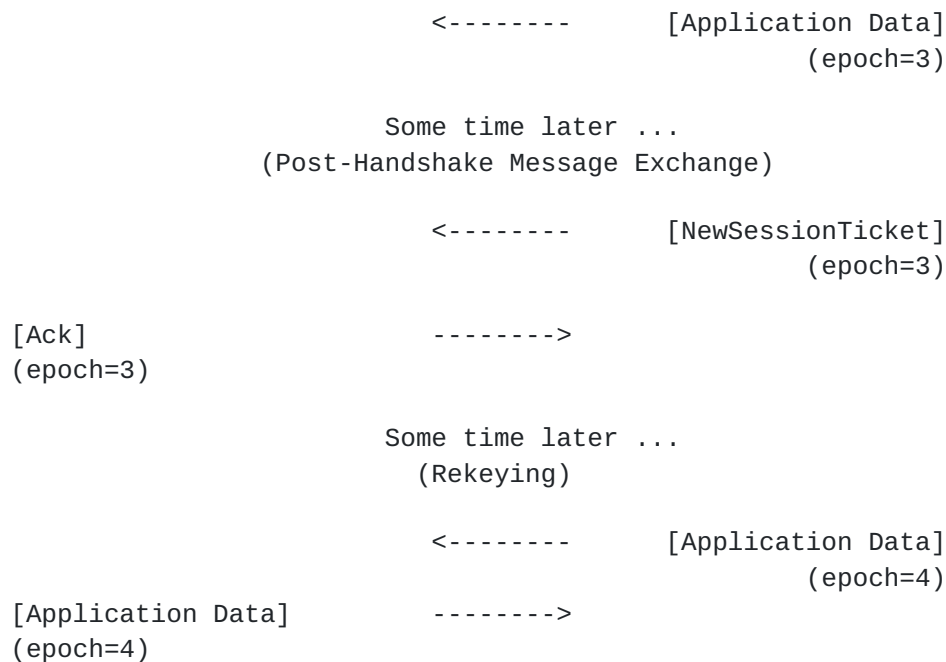 <-------- [Application Data]
(epoch=3)
Some time later ...
(Post-Handshake Message Exchange)
<-------- [NewSessionTicket]
(epoch=3)
[Ack] -------->
(epoch=3)
Some time later ...
(Rekeying)
<-------- [Application Data]
(epoch=4)
[Application Data] -------->
(epoch=4)